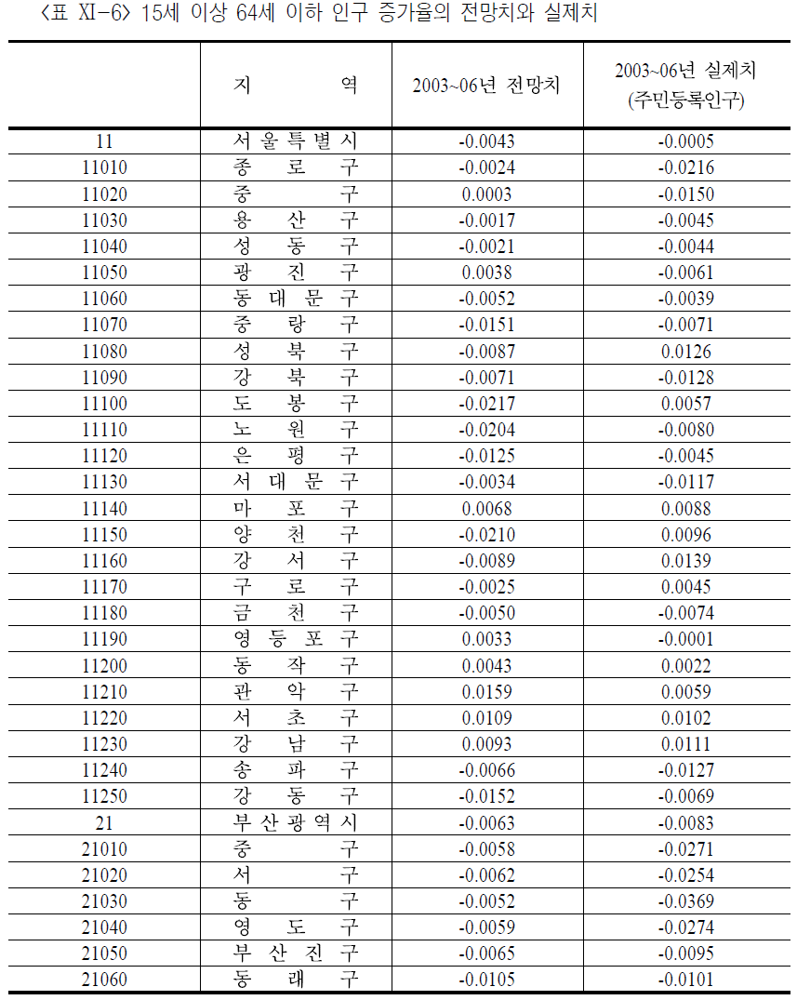 <표 XI-6> 15세 이상 64세 이하 인구 증가율의 전망치와 실제치
지 역 2003~06년 전망치 2003~06년 실제치
(주민등록인구)
11 서울특별시 -0.0043 -0.0005
11010 종로구 -0.0024 -0.0216
11020 중구 0.0003 -0.0150
11030 용산구 -0.0017 -0.0045
11040 성동구 -0.0021 -0.0044
11050 광진구 0.0038 -0.0061
11060 동대문구 -0.0052 -0.0039
11070 중랑구 -0.0151 -0.0071
11080 성북구 -0.0087 0.0126
11090 강북구 -0.0071 -0.0128
11100 도봉구 -0.0217 0.0057
11110 노원구 -0.0204 -0.0080
11120 은평구 -0.0125 -0.0045
11130 서대문구 -0.0034 -0.0117
11140 마포구 0.0068 0.0088
11150 양천구 -0.0210 0.0096
11160 강서구 -0.0089 0.0139
11170 구로구 -0.0025 0.0045
11180 금천구 -0.0050 -0.0074
11190 영등포구 0.0033 -0.0001
11200 동작구 0.0043 0.0022
11210 관악구 0.0159 0.0059
11220 서초구 0.0109 0.0102
11230 강남구 0.0093 0.0111
11240 송파구 -0.0066 -0.0127
11250 강동구 -0.0152 -0.0069
21 부산광역시 -0.0063 -0.0083
21010 중구 -0.0058 -0.0271
21020 서구 -0.0062 -0.0254
21030 동구 -0.0052 -0.0369
21040 영도구 -0.0059 -0.0274
21050 부산진구 -0.0065 -0.0095
21060 동래구 -0.0105 -0.0101